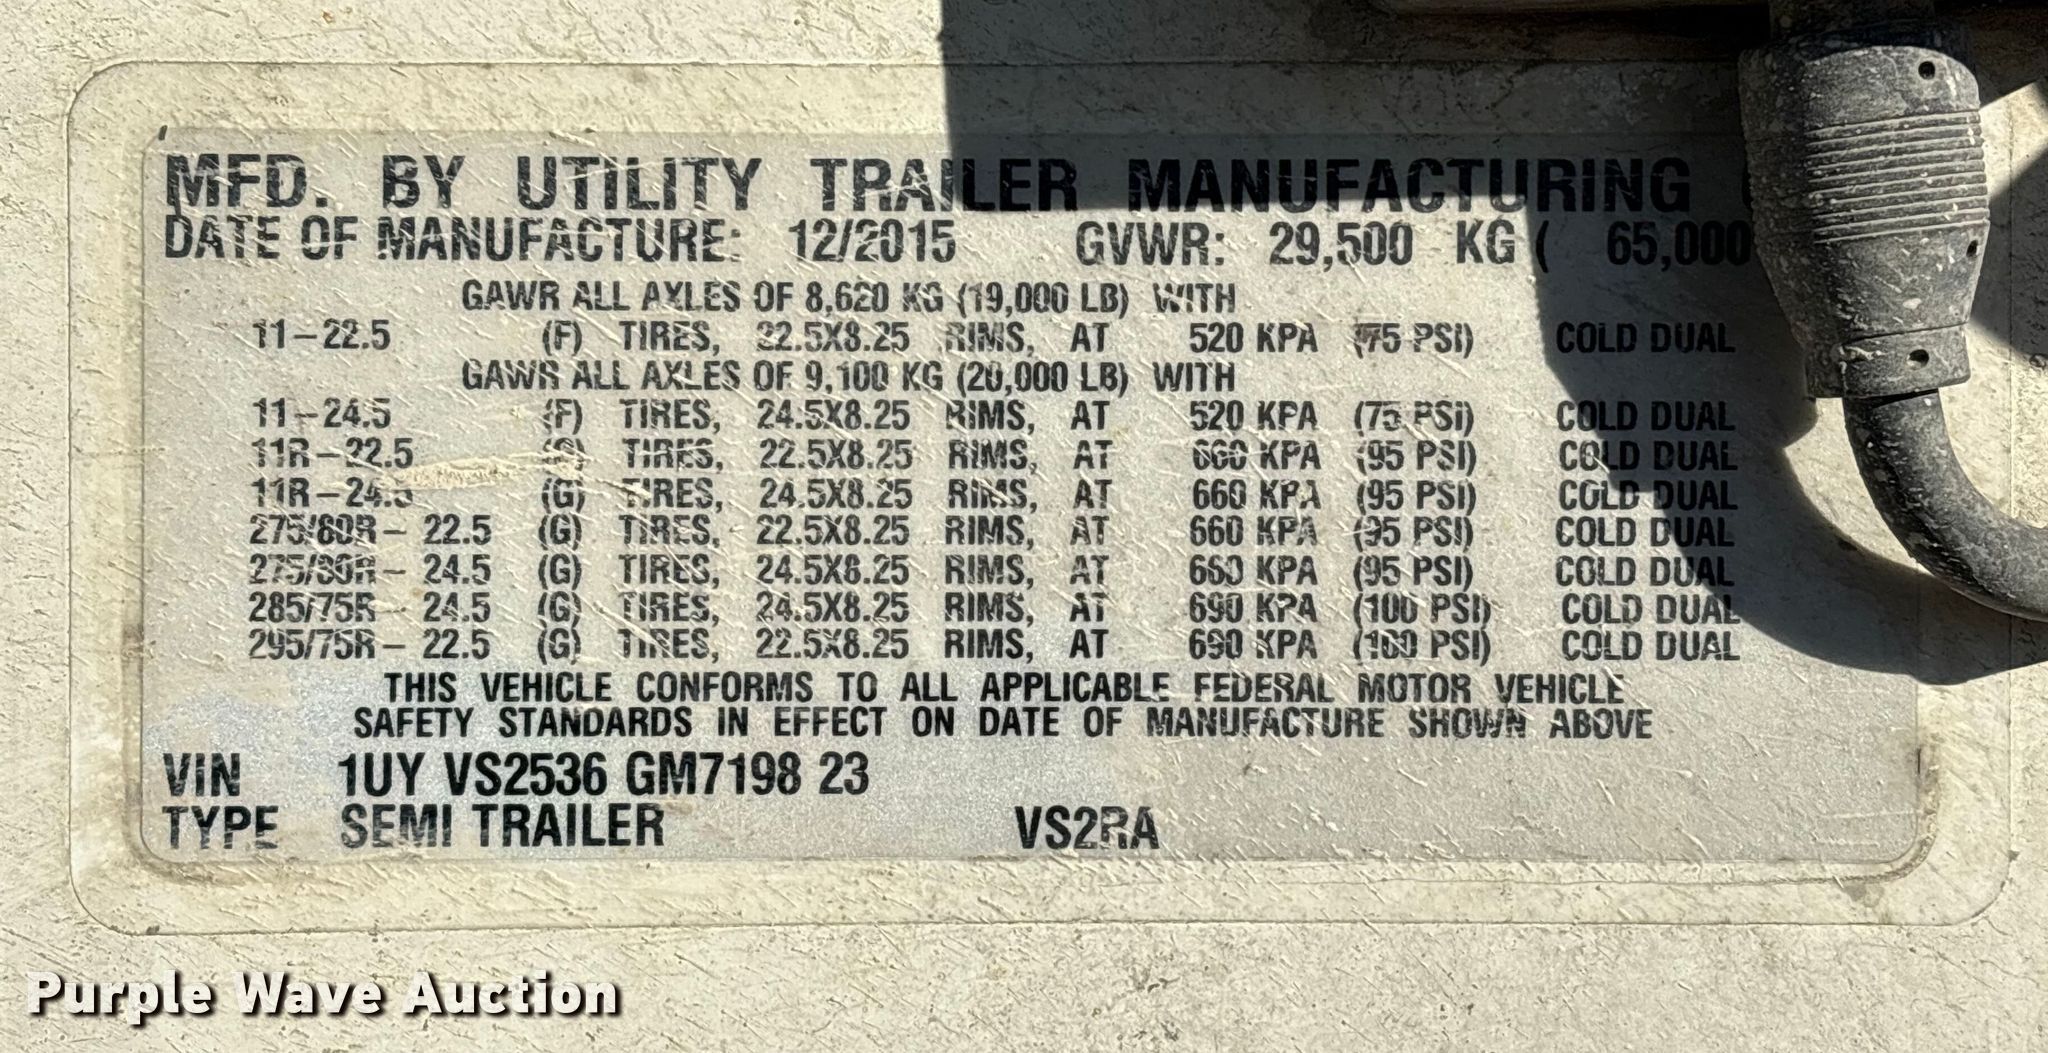 MFD. BY UTILITY TRAILER MANUFACTURING
DATE OF MANUFACTURE: 12/2015 GVWR: 29,500 KG ( 65,000
GAWR ALL AXLES OF 8,620 KG (19,000 LB) WITH
11-22.5 (F) TIRES, 22.5X8.25 RIMS, AT 520 KPA (75 PSI) COLD DUAL
GAWR ALL AXLES OF 9,100 KG (20,000 LB) WITH
11-24.5 (F) TIRES, 24.5X8.25 RIMS, AT 520 KPA (75 PSI) COLD DUAL
11R-22.5 (G) TIRES, 22.5X8.25 RIMS, AT 660 KPA (95 PSI) COLD DUAL
11R-24.5 (G) TIRES, 24.5X8.25 RIMS, AT 660 KPA (95 PSI) COLD DUAL
275/80R- 22.5 (G) TIRES, 22.5X8.25 RIMS, AT 660 KPA (95 PSI) COLD DUAL
275/80R- 24.5 (G) TIRES, 24.5X8.25 RIMS, AT 660 KPA (95 PSI) COLD DUAL
285/75R- 24.5 (G) TIRES, 24.5X8.25 RIMS, AT 690 KPA (100 PSI) COLD DUAL
295/75R- 22.5 (G) TIRES, 22.5X8.25 RIMS, AT 690 KPA (100 PSI) COLD DUAL
THIS VEHICLE CONFORMS TO ALL APPLICABLE FEDERAL MOTOR VEHICLE
SAFETY STANDARDS IN EFFECT ON DATE OF MANUFACTURE SHOWN ABOVE
VIN 1UY VS2536 GM7198 23
TYPE SEMI TRAILER VS2RA
Purple Wave Auction